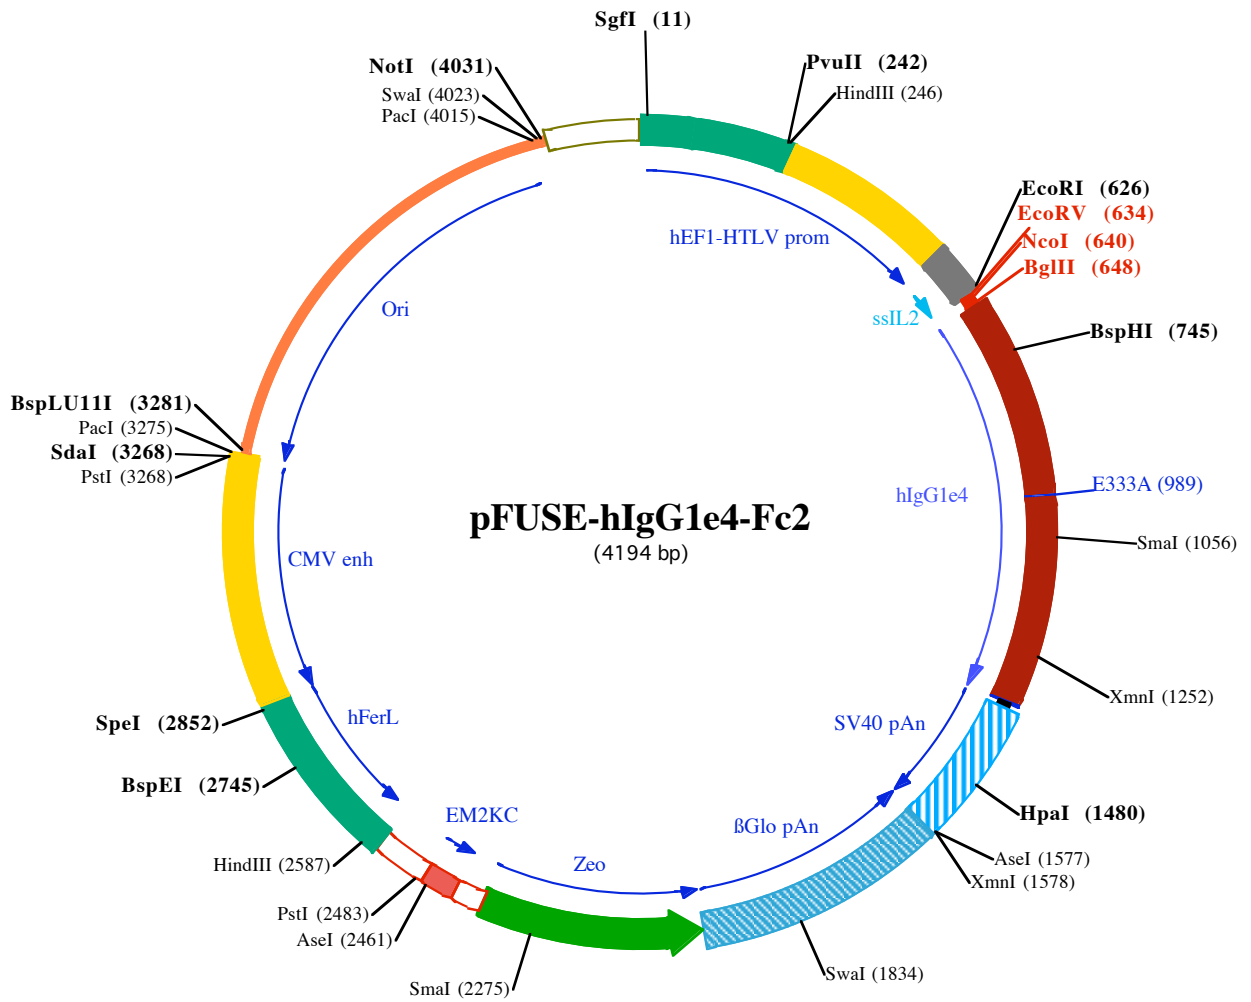 SgfI (11)
NotI (4031)
SwaI (4023)
PacI (4015)
PvuII (242)
HindIII (246)
EcoRI (626)
EcoRV (634)
NcoI (640)
BglII (648)
hEF1-HTLV prom
ssIL2
Ori
BspHI (745)
BspLU11I (3281)
PacI (3275)
SdaI (3268)
PstI (3268)
E333A (989)
hIgG1e4
pFUSE-hIgG1e4-Fc2
(4194 bp)
SmaI (1056)
CMV enh
XmnI (1252)
hFerL
SV40 pAn
SpeI (2852)
BspEI (2745)
HpaI (1480)
EM2KC
ßGlo pAn
Zeo
HindIII (2587)
AseI (1577)
XmnI (1578)
PstI (2483)
AseI (2461)
SwaI (1834)
SmaI (2275)